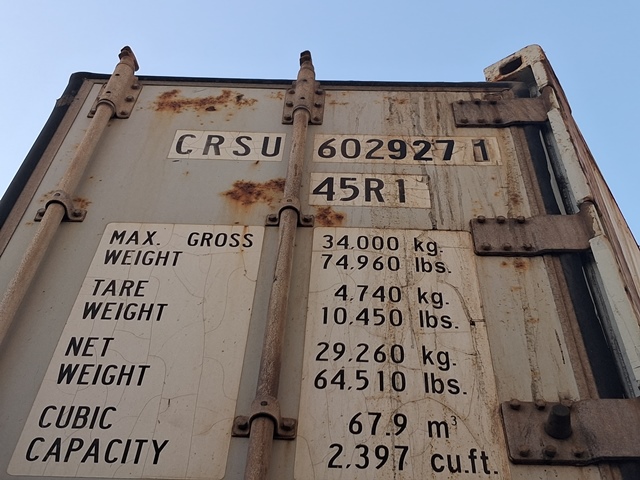 CRSU 602927 1
45R1
MAX. GROSS 34.000 kg.
WEIGHT 74.960 lbs.
TARE 4.740 kg.
WEIGHT 10.450 lbs.
NET 29.260 kg.
WEIGHT 64.510 lbs.
CUBIC 67.9 m³
CAPACITY 2.397 cu.ft.